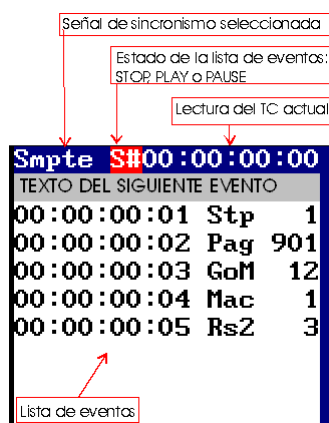 Señal de sincronismo seleccionada
Estado de la lista de eventos:
STOP, PLAY o PAUSE
Lectura del TC actual
Smpte S#00:00:00:00
TEXTO DEL SIGUIENTE EVENTO
00:00:00:01 Stp 1
00:00:00:02 Pag 901
00:00:00:03 GoM 12
00:00:00:04 Mac 1
00:00:00:05 Rs2 3
Lista de eventos